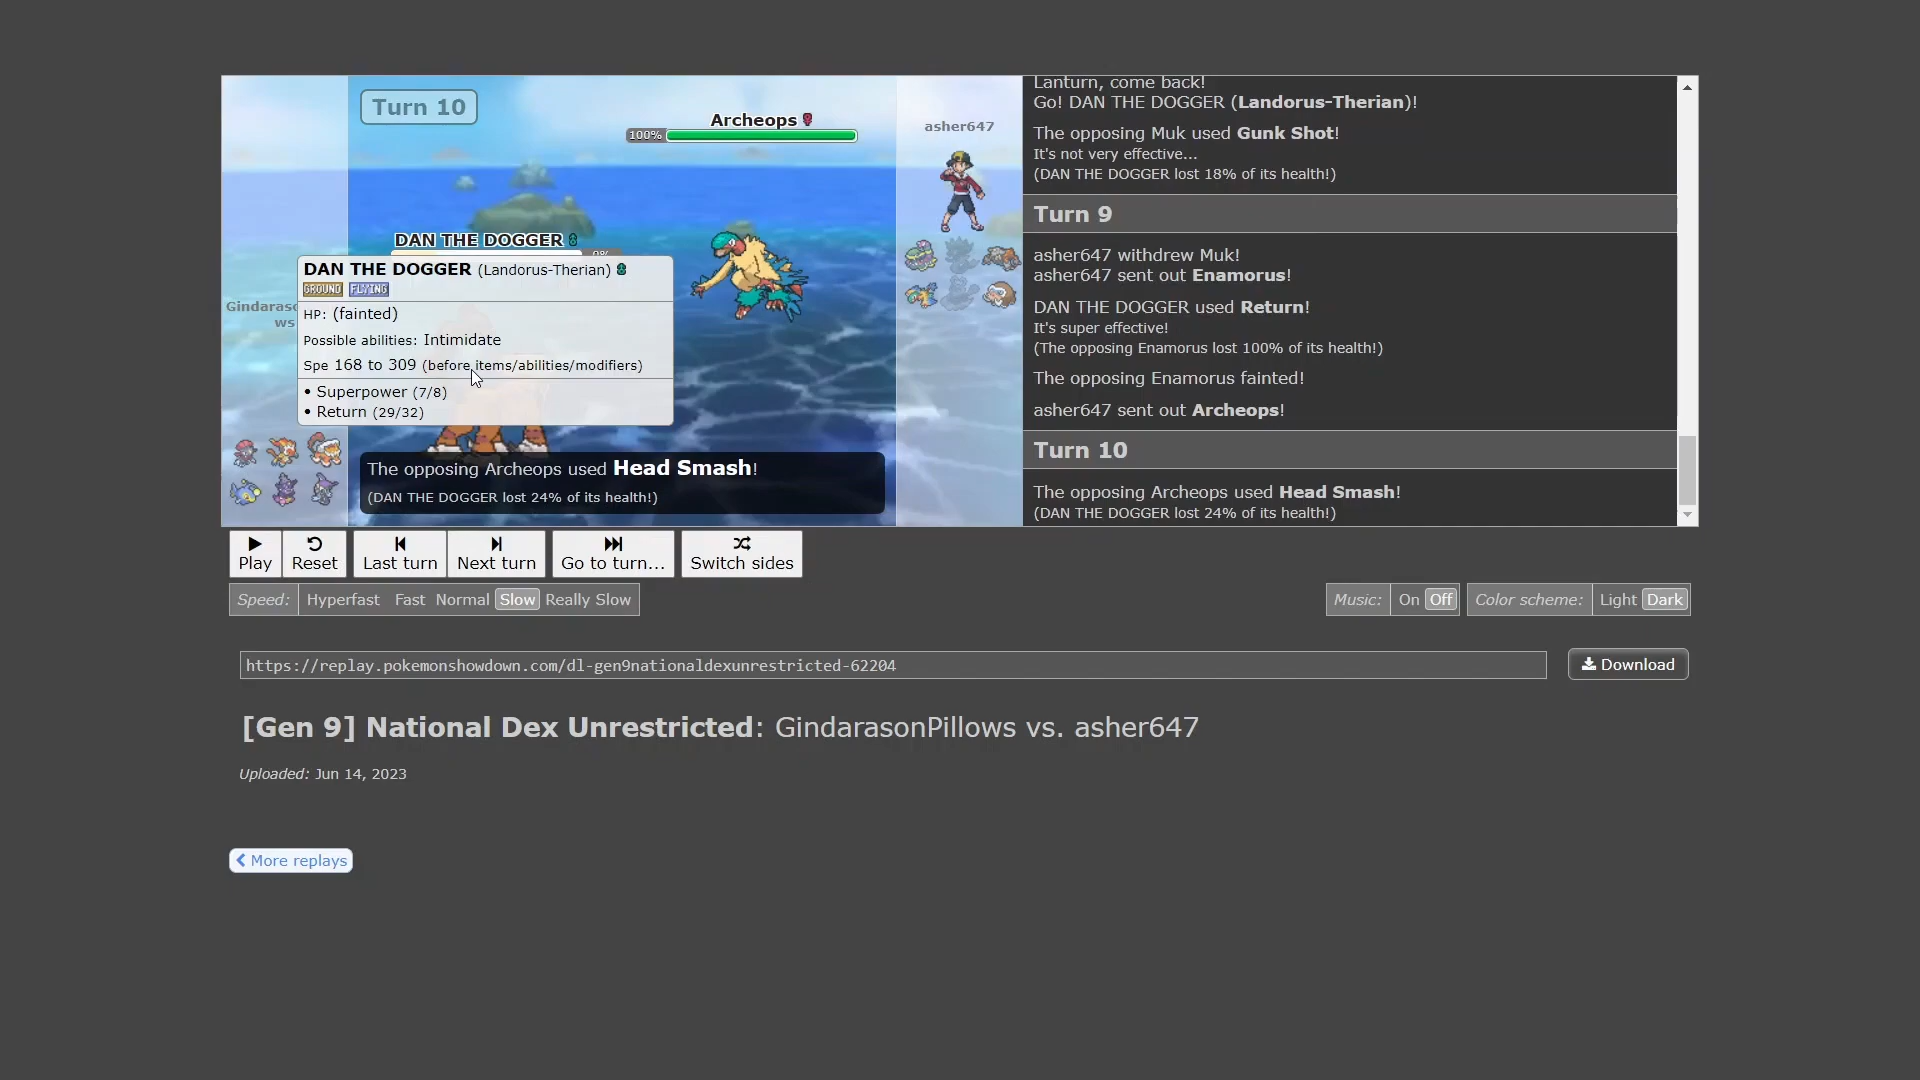 Turn 10
Archeops
100%
asher647
DAN THE DOGGER
0%
DAN THE DOGGER (Landorus-Therian)
GROUND FLYING
HP: (fainted)
Possible abilities: Intimidate
Spe 168 to 309 (before items/abilities/modifiers)
• Superpower (7/8)
• Return (29/32)
Gindaraso
ws
The opposing Archeops used Head Smash!
(DAN THE DOGGER lost 24% of its health!)
Lanturn, come back!
Go! DAN THE DOGGER (Landorus-Therian)!
The opposing Muk used Gunk Shot!
It's not very effective...
(DAN THE DOGGER lost 18% of its health!)
Turn 9
asher647 withdrew Muk!
asher647 sent out Enamorus!
DAN THE DOGGER used Return!
It's super effective!
(The opposing Enamorus lost 100% of its health!)
The opposing Enamorus fainted!
asher647 sent out Archeops!
Turn 10
The opposing Archeops used Head Smash!
(DAN THE DOGGER lost 24% of its health!)
Play Reset Last turn Next turn Go to turn... Switch sides
Speed: Hyperfast Fast Normal Slow Really Slow
Music: On Off Color scheme: Light Dark
https://replay.pokemonshowdown.com/dl-gen9nationaldexunrestricted-62204
Download
[Gen 9] National Dex Unrestricted: GindarasonPillows vs. asher647
Uploaded: Jun 14, 2023
More replays